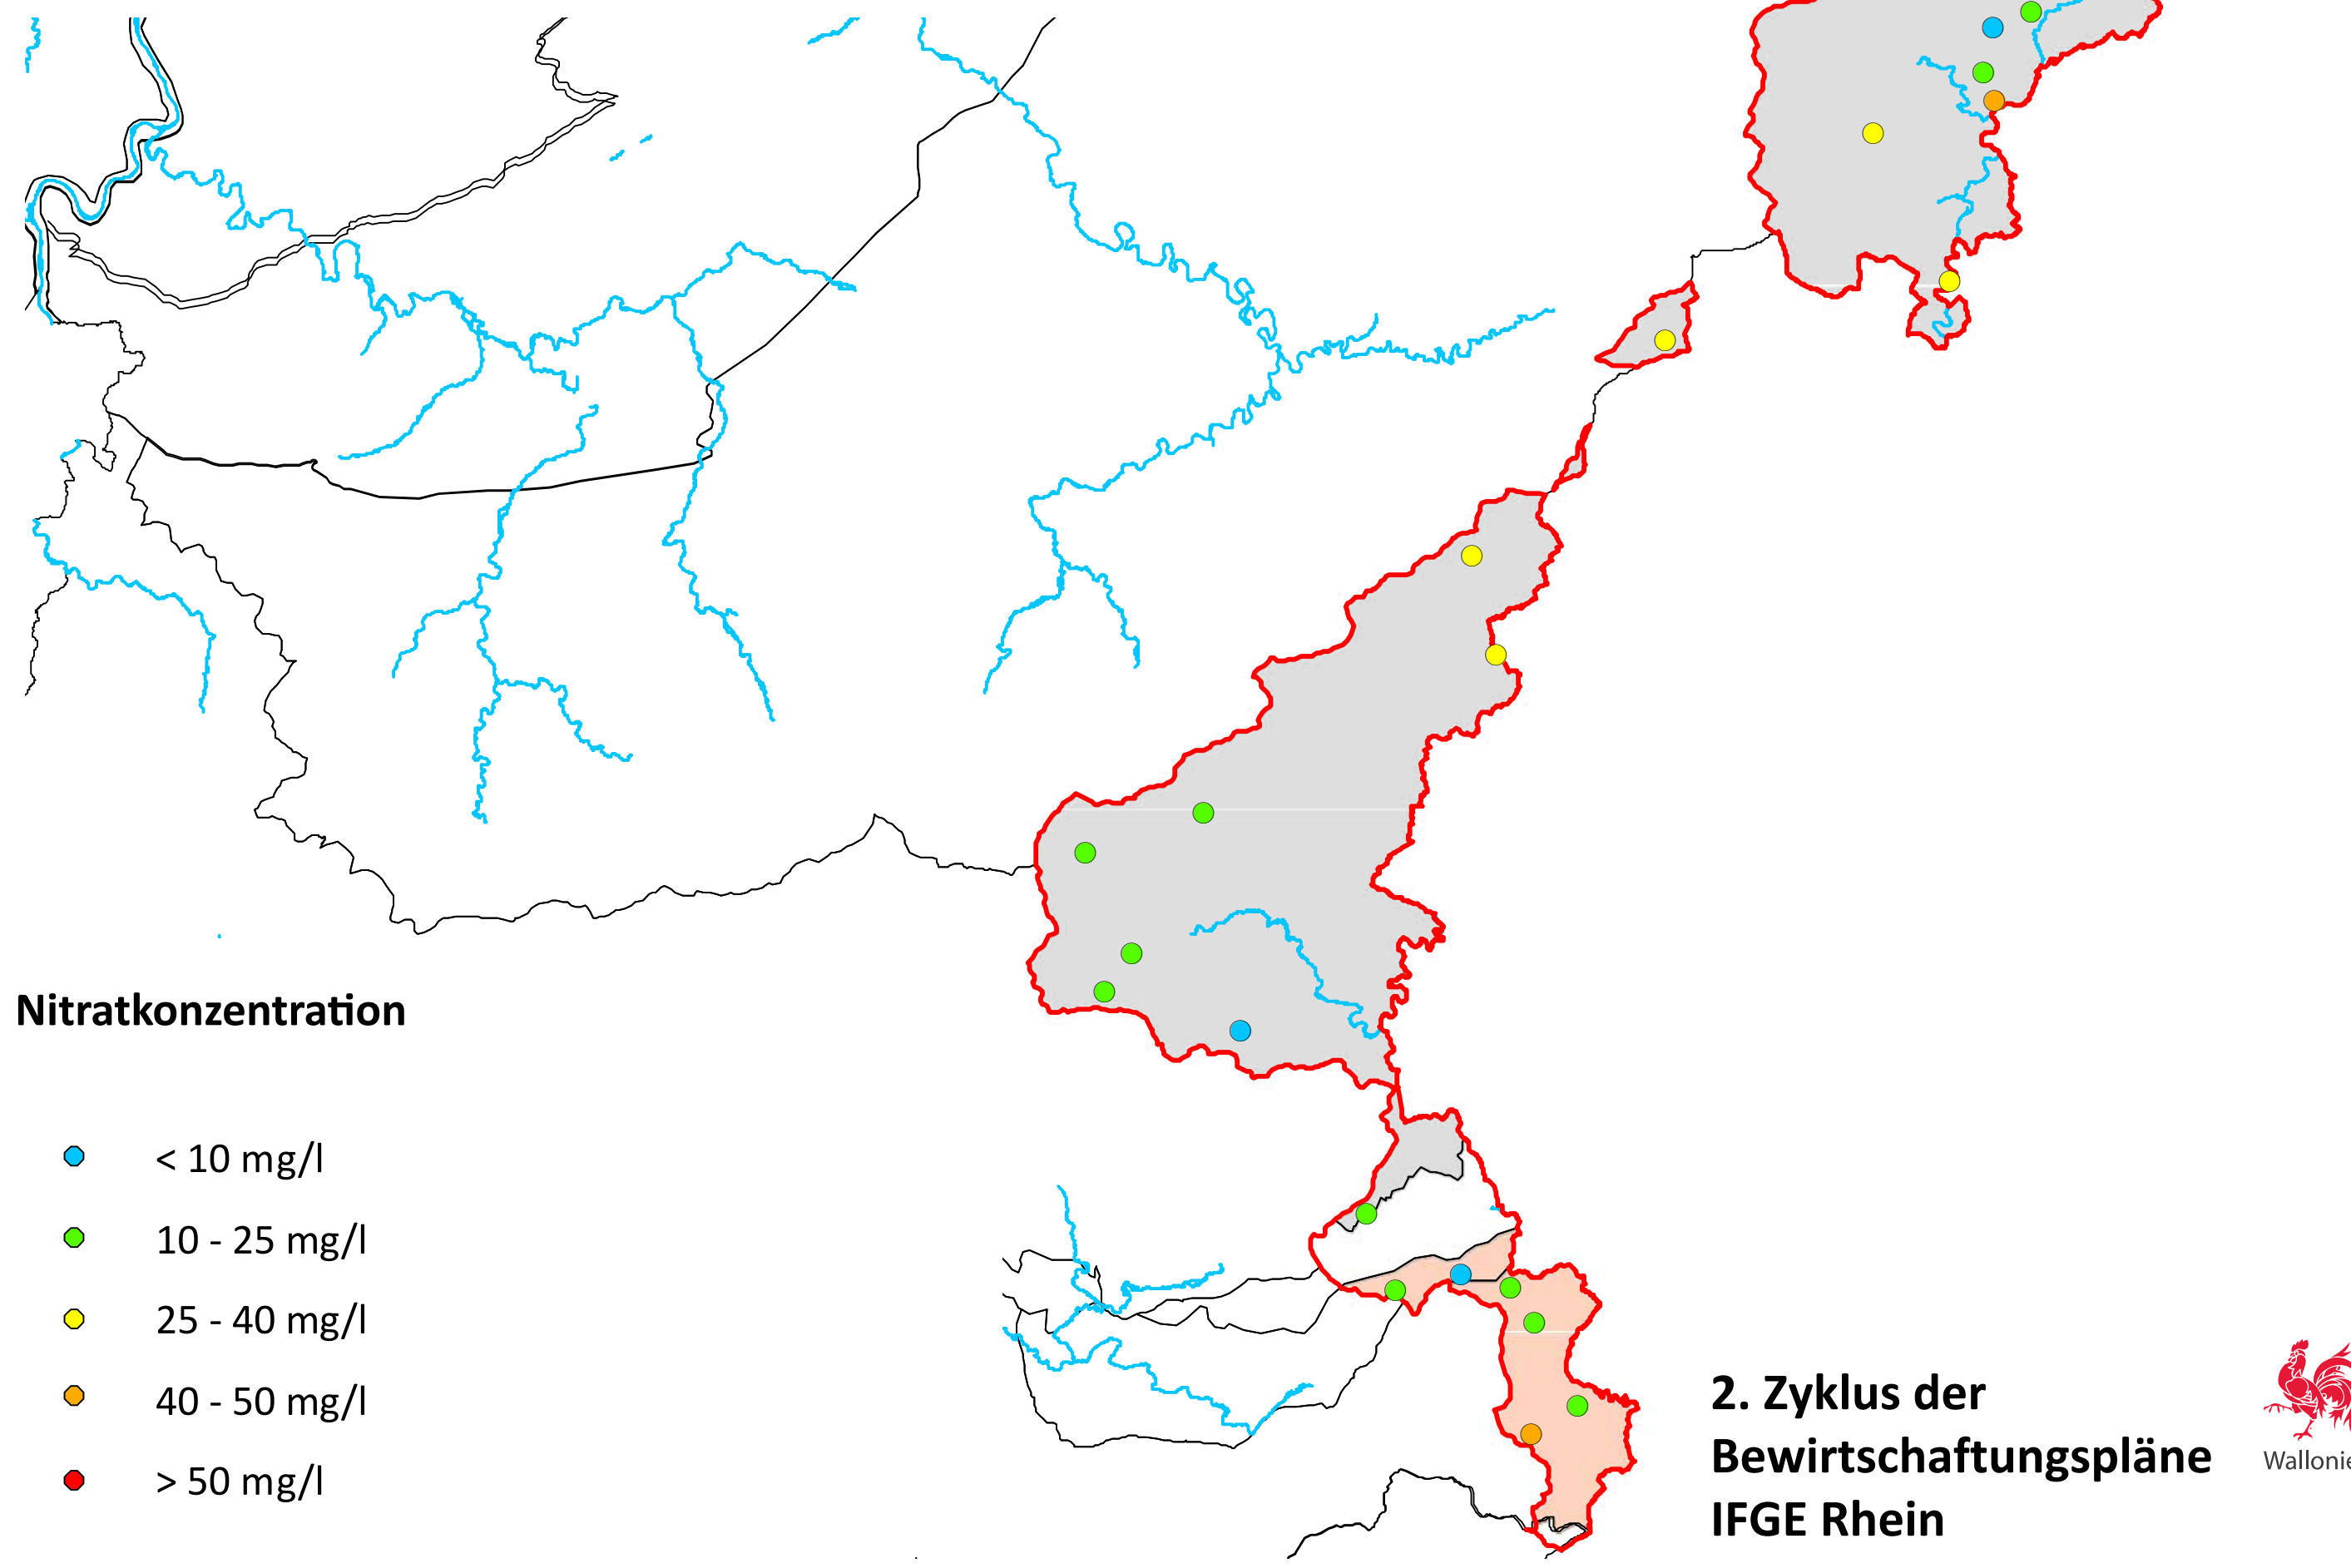 Nitratkonzentration
< 10 mg/l
10 - 25 mg/l
25 - 40 mg/l
40 - 50 mg/l
> 50 mg/l
2. Zyklus der
Bewirtschaftungspläne
IFGE Rhein
Wallonie